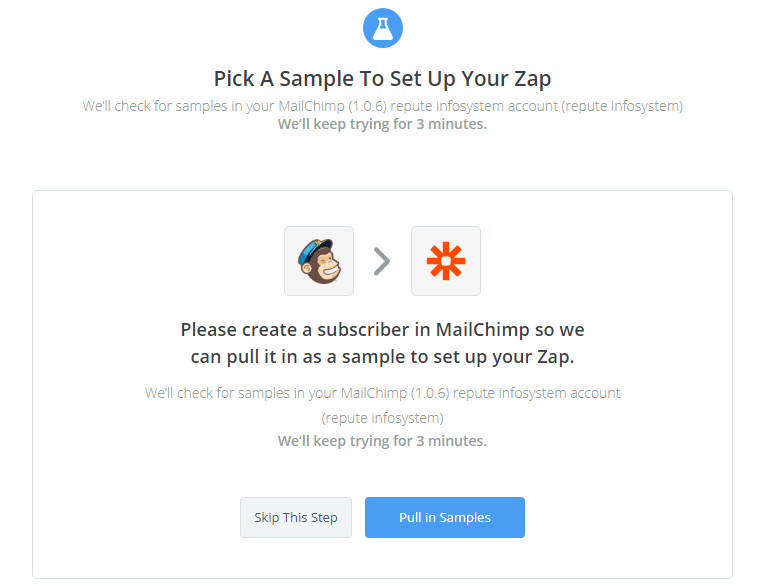 Pick A Sample To Set Up Your Zap
We'll check for samples in your MailChimp (1.0.6) repute infosystem account (repute infosystem)
We'll keep trying for 3 minutes.
Please create a subscriber in MailChimp so we
can pull it in as a sample to set up your Zap.
We'll check for samples in your MailChimp (1.0.6) repute infosystem account
(repute infosystem)
We'll keep trying for 3 minutes.
Skip This Step
Pull in Samples